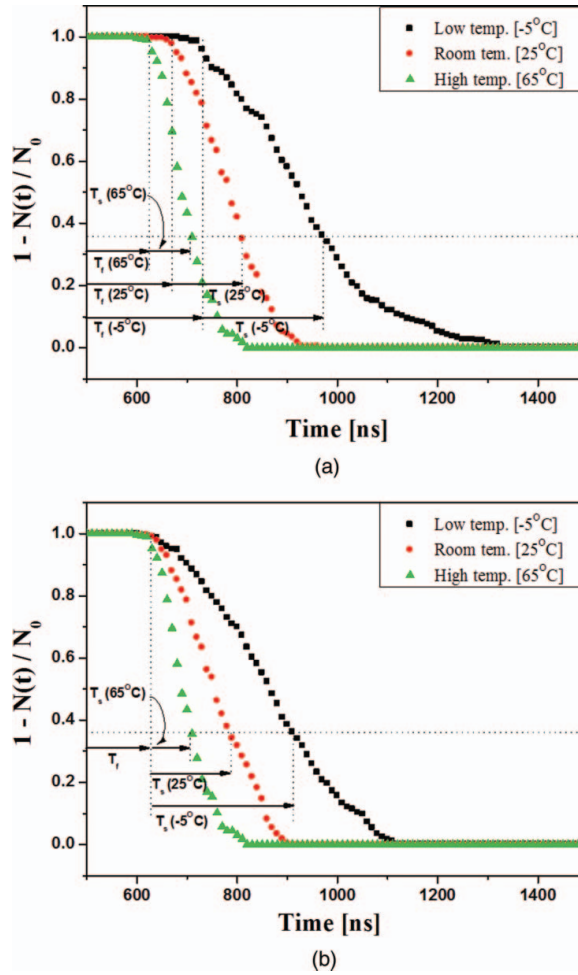 Low temp. [-5°C]
Room tem. [25°C]
High temp. [65°C]
1 - N(t) / N0
1.0
0.8
0.6
0.4
0.2
0.0
Ts (65°C)
Tf (65°C)
Tf (25°C)
Ts (25°C)
Tf (-5°C)
Ts (-5°C)
600
800
1000
1200
1400
Time [ns]
(a)
Low temp. [-5°C]
Room tem. [25°C]
High temp. [65°C]
1 - N(t) / N0
1.0
0.8
0.6
0.4
0.2
0.0
Ts (65°C)
Tf
Ts (25°C)
Ts (-5°C)
600
800
1000
1200
1400
Time [ns]
(b)